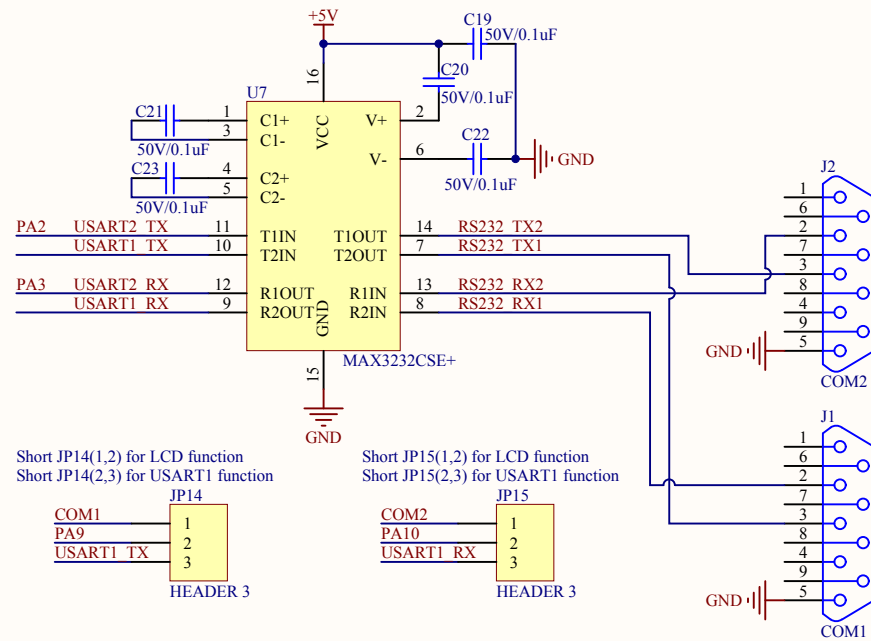 +5V
C19
50V/0.1uF
C20
50V/0.1uF
16
U7
VCC
C21
1
C1+
3
C1-
50V/0.1uF
V+
2
C22
V-
6
50V/0.1uF
GND
C23
4
C2+
5
C2-
50V/0.1uF
PA2
USART2_TX
11
T1IN
T1OUT
14
RS232_TX2
USART1_TX
10
T2IN
T2OUT
7
RS232_TX1
PA3
USART2_RX
12
R1OUT
R1IN
13
RS232_RX2
USART1_RX
9
R2OUT
R2IN
8
RS232_RX1
GND
15
MAX3232CSE+
GND
J2
1
6
2
7
3
8
4
9
5
GND
COM2
J1
1
6
2
7
3
8
4
9
5
GND
COM1
Short JP14(1,2) for LCD function
Short JP14(2,3) for USART1 function
JP14
COM1
1
PA9
2
USART1_TX
3
HEADER 3
Short JP15(1,2) for LCD function
Short JP15(2,3) for USART1 function
JP15
COM2
1
PA10
2
USART1_RX
3
HEADER 3